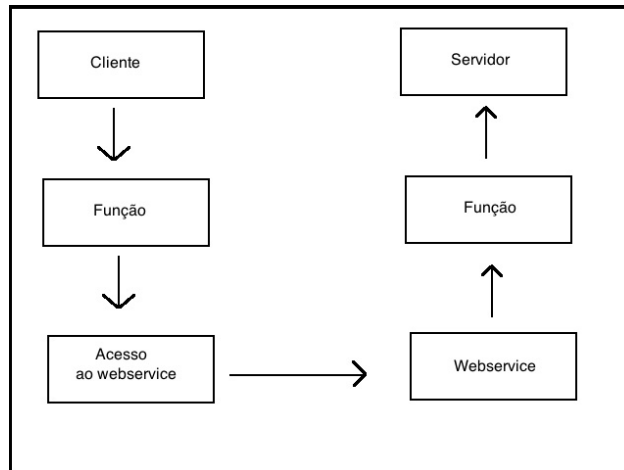 Cliente
Servidor
Função
Função
Acesso
ao webservice
Webservice